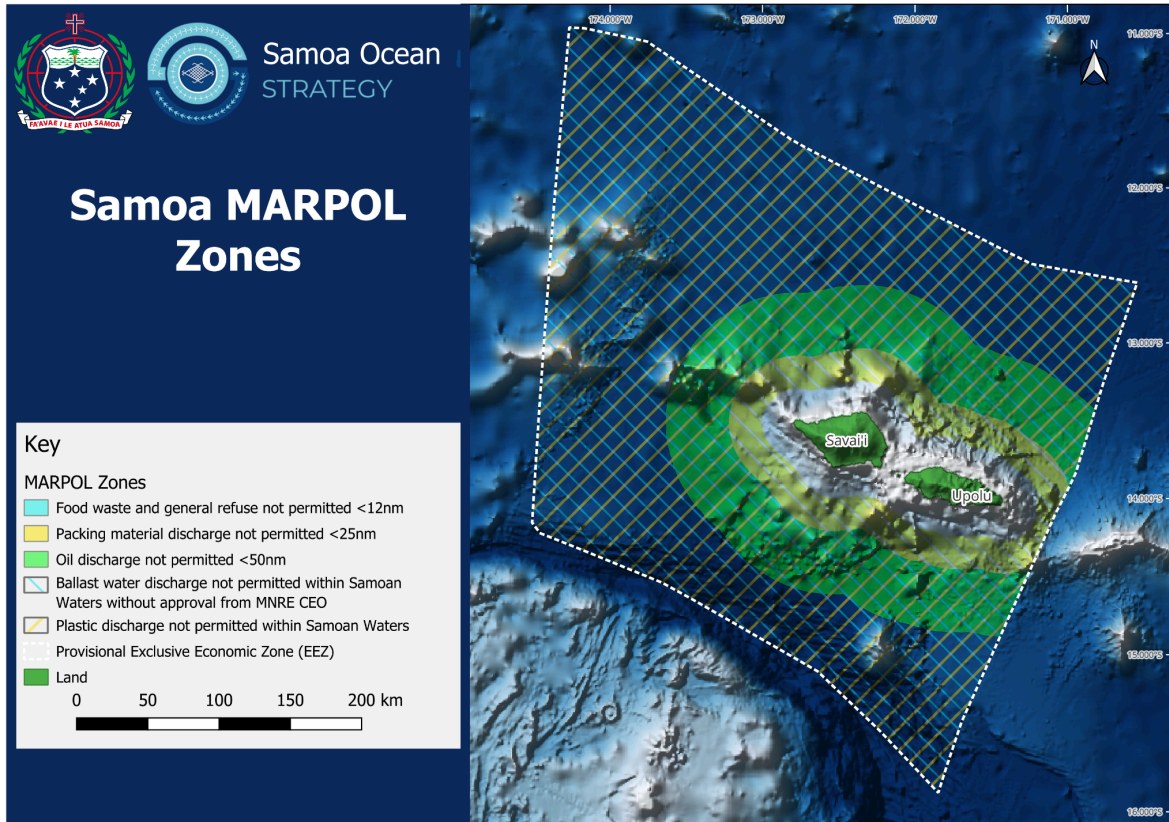 FA'AVAE I LE ATUA SAMOA
Samoa Ocean
STRATEGY
Samoa MARPOL
Zones
Key
MARPOL Zones
Food waste and general refuse not permitted <12nm
Packing material discharge not permitted <25nm
Oil discharge not permitted <50nm
Ballast water discharge not permitted within Samoan
Waters without approval from MNRE CEO
Plastic discharge not permitted within Samoan Waters
Provisional Exclusive Economic Zone (EEZ)
Land
0 50 100 150 200 km
174.000°W 173.000°W 172.000°W 171.000°W
11.000°S
N
12.000°S
13.000°S
Savai'i
Upolu
14.000°S
15.000°S
16.000°S